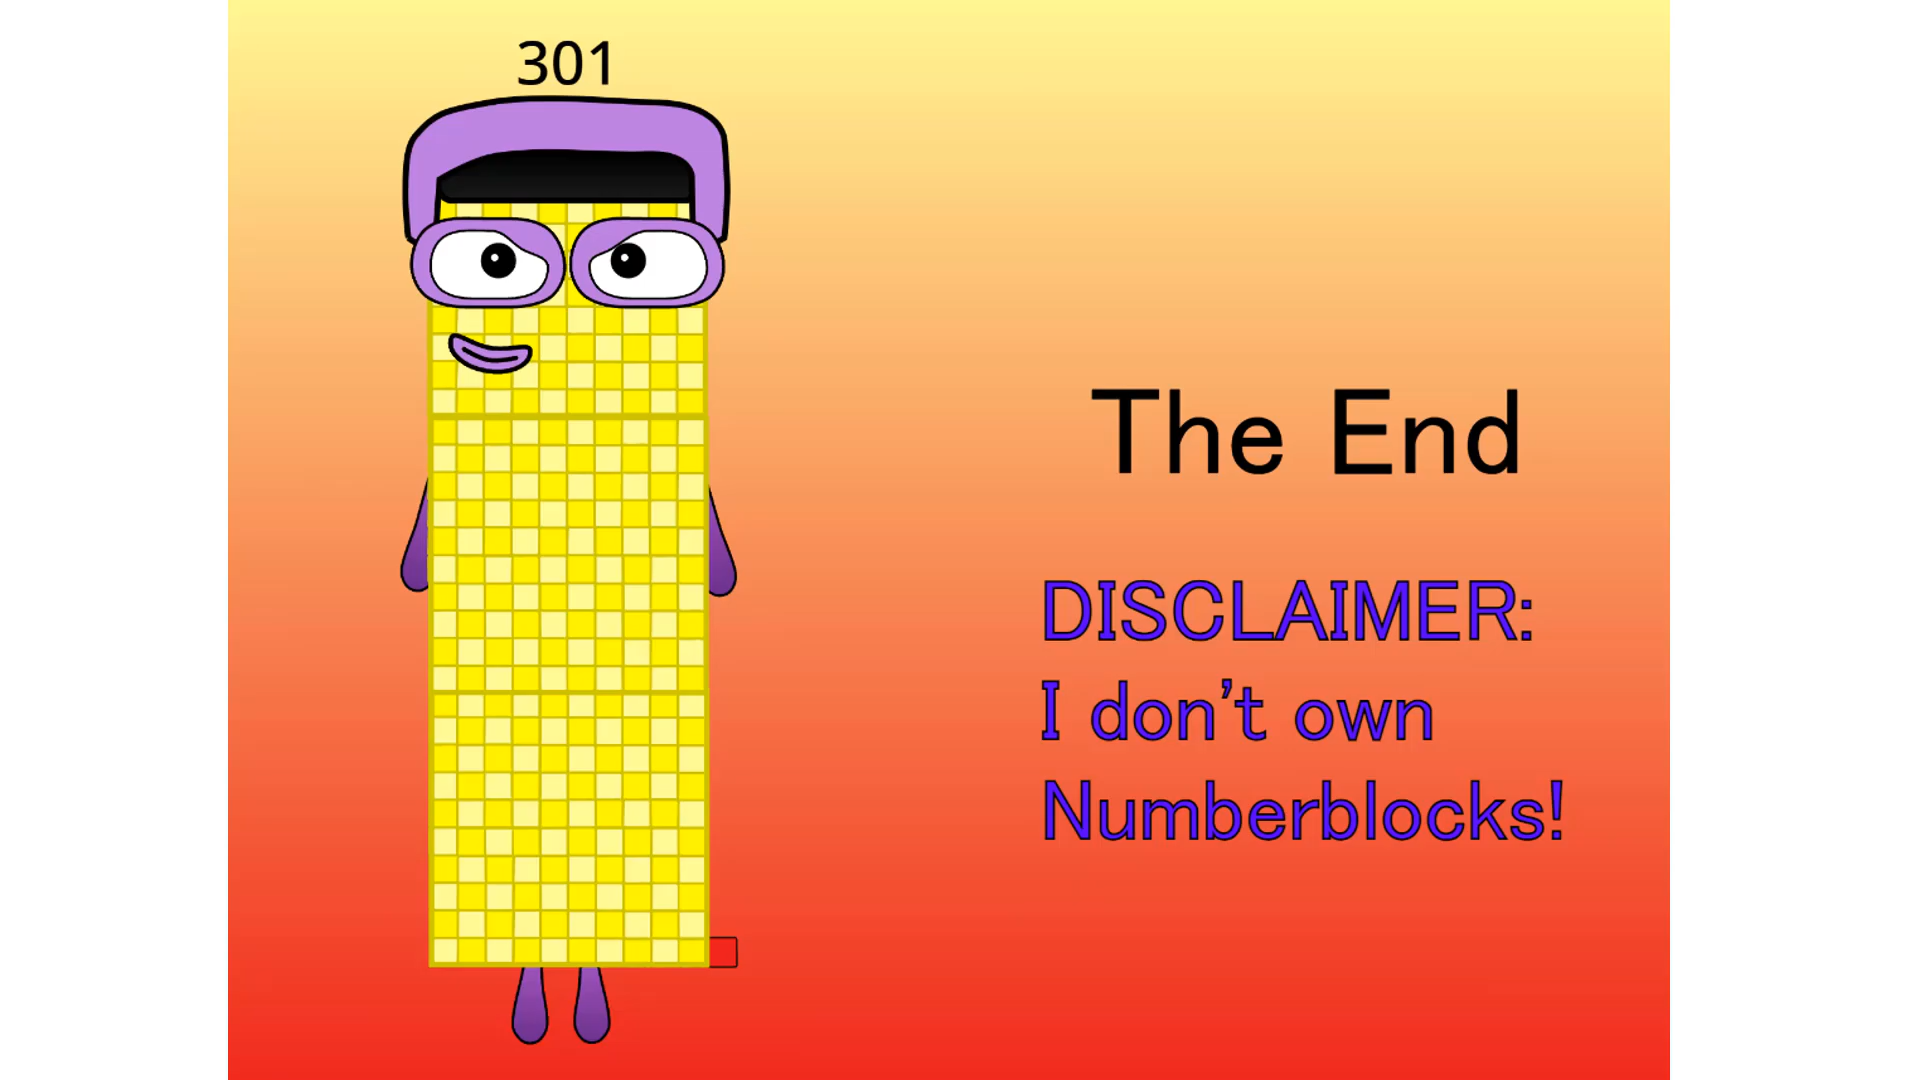 301
The End
DISCLAIMER:
I don't own
Numberblocks!